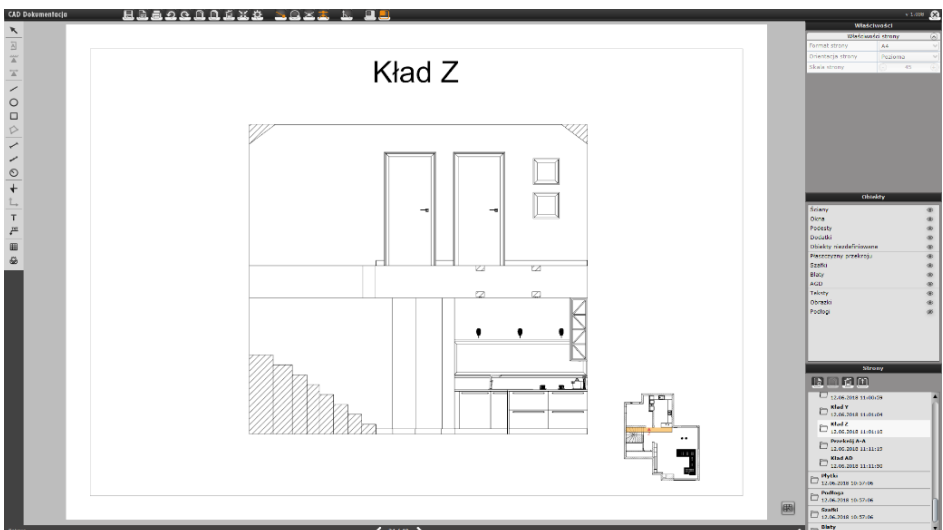 CAD Dokumentacja
Kład Z
Właściwości
Właściwości strony
Format strony A4
Orientacja strony Pozioma
Skala strony
Obiekty
Ściany
Okna
Podesty
Dodatki
Obiekty niezdefiniowane
Płaszczyzny przekroju
Szafki
Blaty
AGD
Teksty
Obrazki
Podłogi
Strony
12.06.2018 11:00:59
Kład Y
12.06.2018 11:01:04
Kład Z
12.06.2018 11:01:10
Przekrój A-A
12.06.2018 11:11:10
Kład AD
12.06.2018 11:11:50
Płytki
12.06.2018 10:57:06
Podłoga
12.06.2018 10:57:06
Szafki
12.06.2018 10:57:06
Blaty